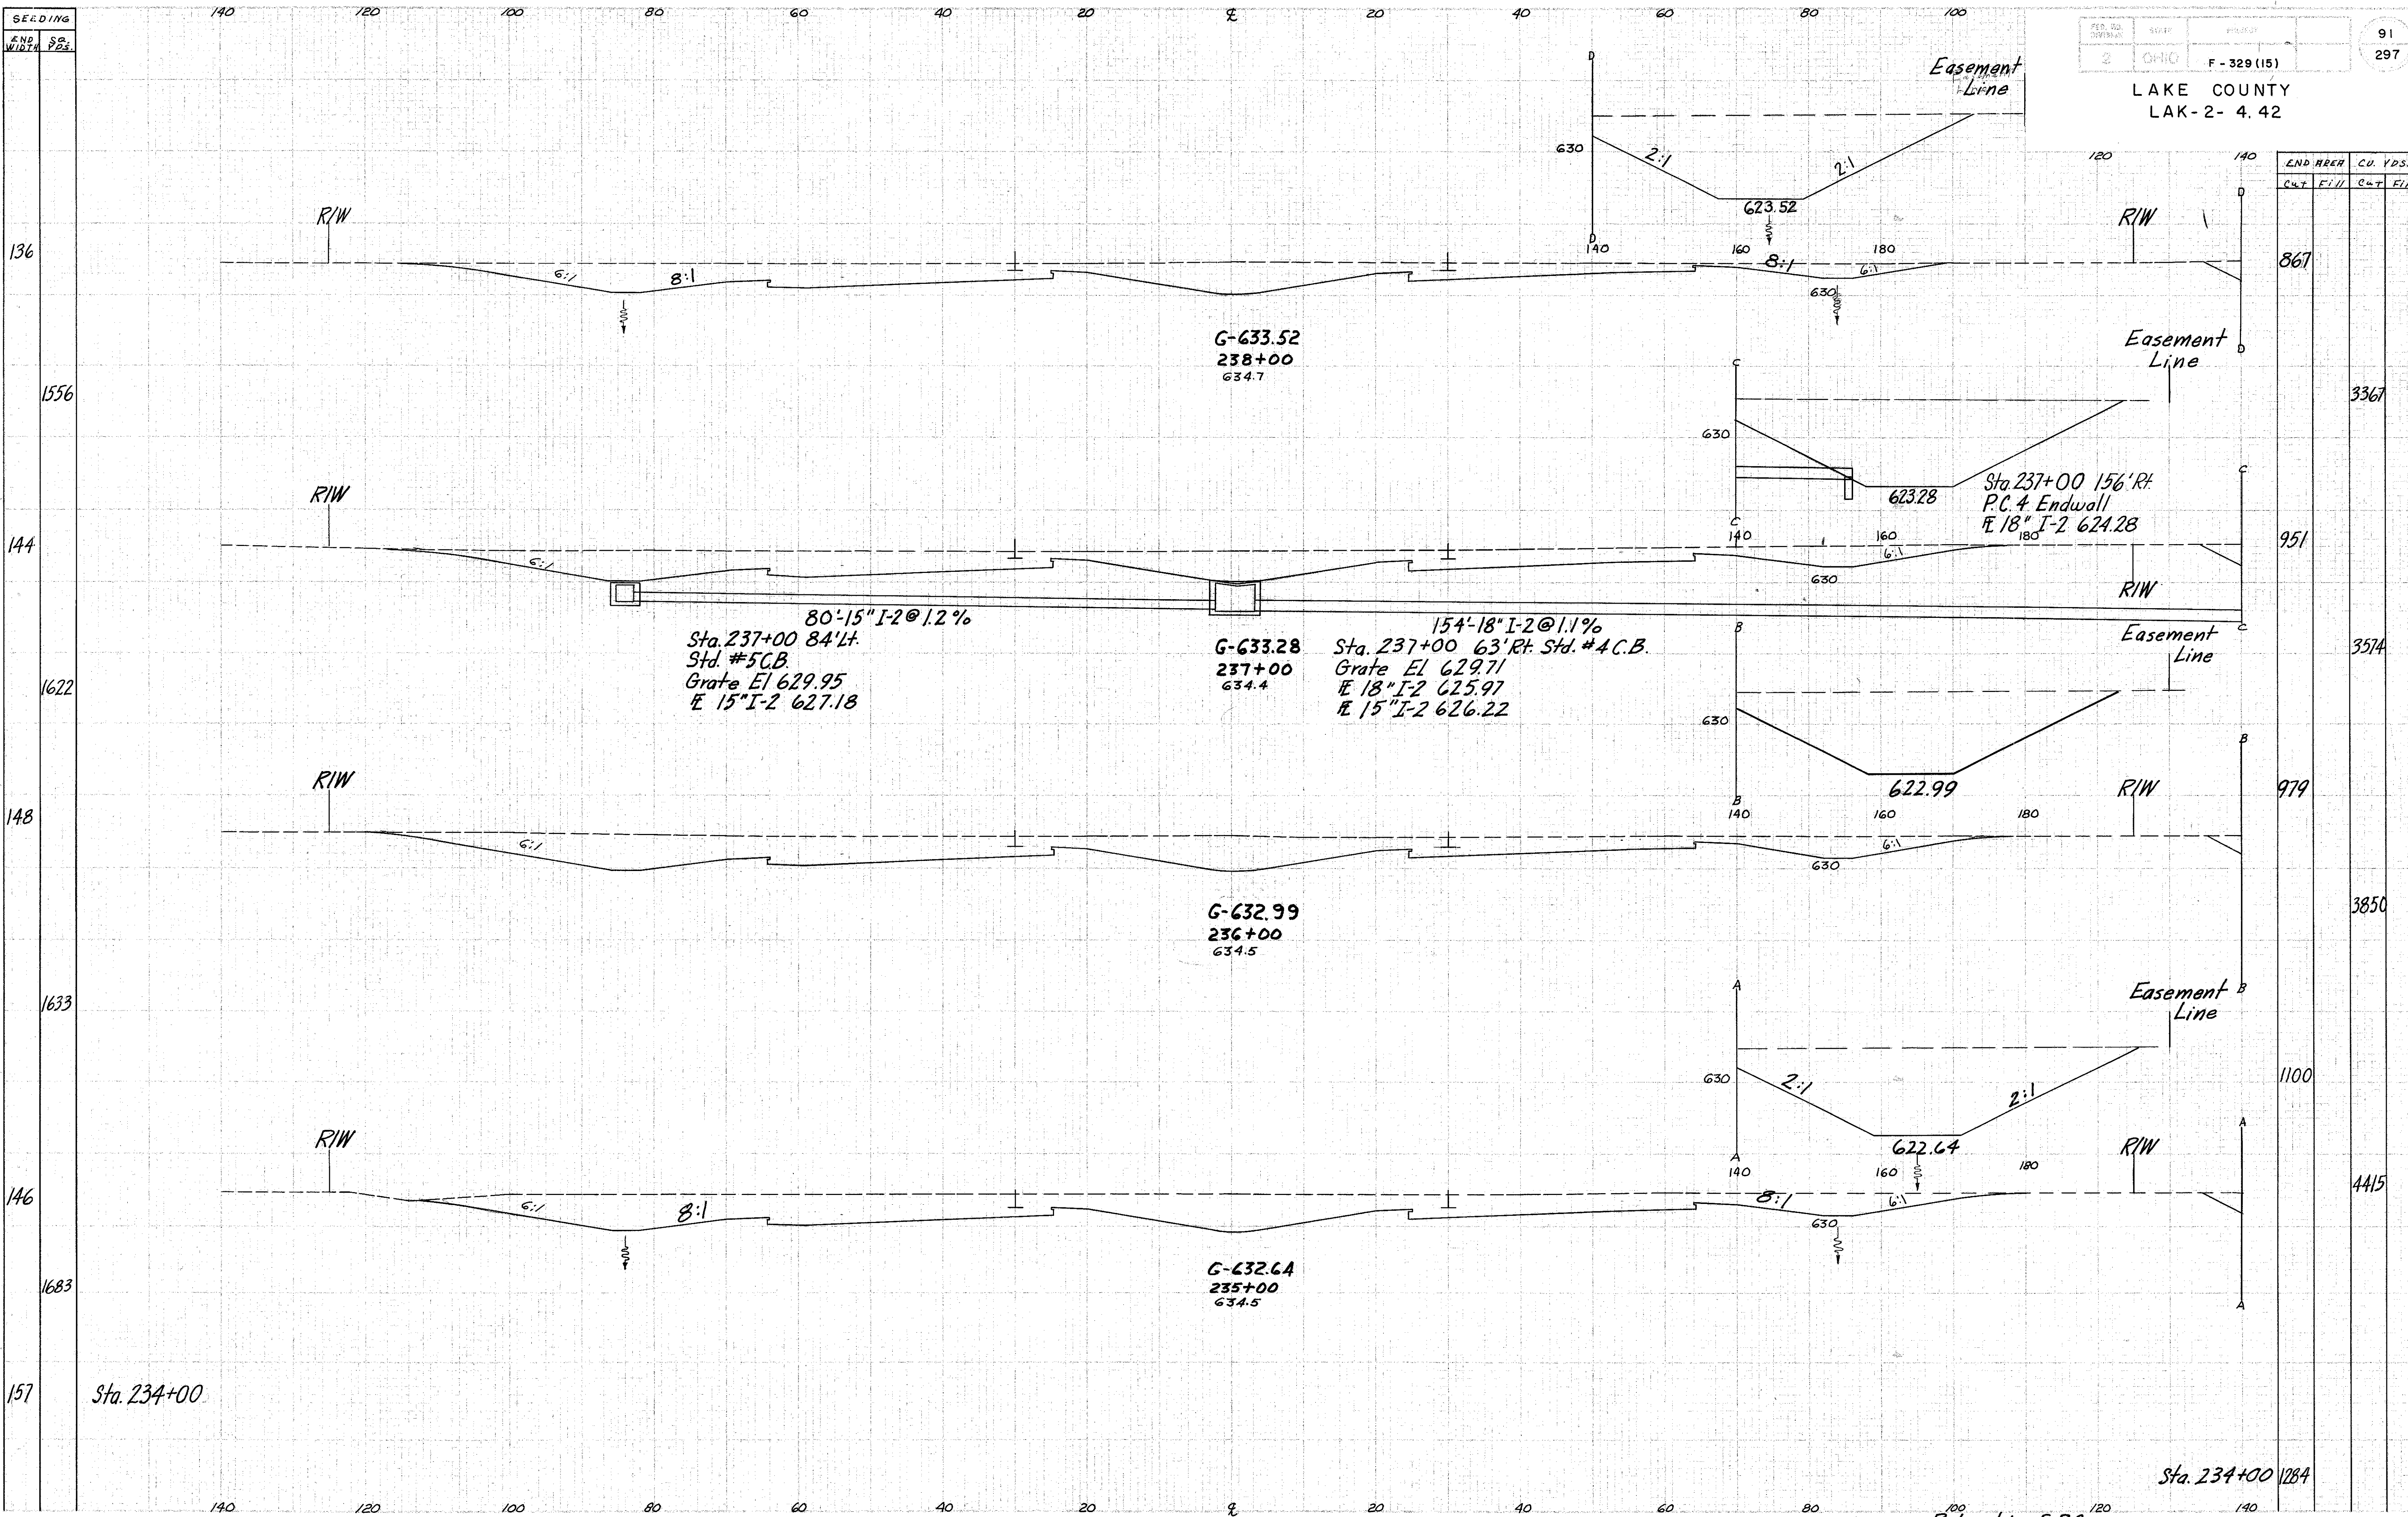 SEEDING
END WIDTH SQ. YDS.
140 120 100 80 60 40 20 ℄ 20 40 60 80 100
FED. RD. DIVISION STATE PROJECT
2 OHIO F-329(15)
91
297
LAKE COUNTY
LAK-2-4.42
120 140
END AREA CU. YDS.
Cut Fill Cut
D
Easement
Line
630
2:1
2:1
623.52
D
140 160 180
D
R/W
R/W
136
6:1
8:1
8:1
6:1
630
867
G-633.52
238+00
634.7
D
Easement
Line
1556
3367
C
630
623.28
C
140 160 180
Sta. 237+00 156' Rt.
P.C. 4 Endwall
F̵L 18" I-2 624.28
C
R/W
144
6:1
6:1
630
R/W
951
80'-15" I-2 @ 1.2%
154'-18" I-2 @ 1.1%
C
Sta. 237+00 84' Lt.
Std. #5 C.B.
Grate El 629.95
F̵L 15" I-2 627.18
G-633.28
237+00
634.4
Sta. 237+00 63' Rt. Std. #4 C.B.
Grate El 629.71
F̵L 18" I-2 625.97
F̵L 15" I-2 626.22
Easement
Line
1622
3574
B
630
622.99
B
140 160 180
B
R/W
R/W
148
6:1
6:1
630
979
G-632.99
236+00
634.5
B
Easement
Line
1633
3850
A
630
2:1
2:1
622.64
A
140 160 180
A
1100
R/W
R/W
146
6:1
8:1
8:1
6:1
630
4415
G-632.64
235+00
634.5
A
1683
157
Sta. 234+00
Sta. 234+00 1284
140 120 100 80 60 40 20 ℄ 20 40 60 80 100 120 140